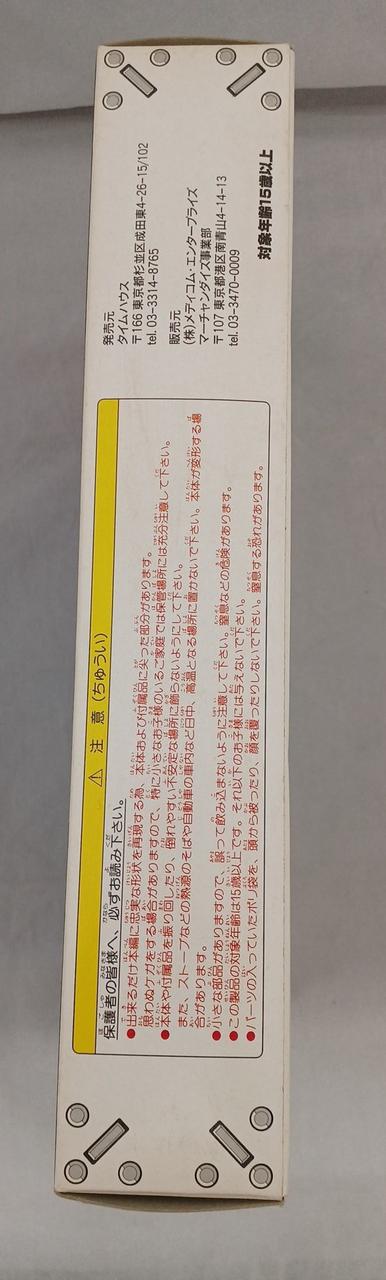 ⚠ 注 意 (ちゅうい)
保護者の皆様へ、必ずお読み下さい。
●出来るだけ本編に忠実な形状を再現する為、本体および付属品に尖った部分があります。
思わぬケガをする場合がありますので、特に小さなお子様のいるご家庭では保管場所には充分注意して下さい。
●本体や付属品を振り回したり、倒れやすい不安定な場所に飾らないようにして下さい。
また、ストーブなどの熱源のそばや自動車の車内など日中、高温となる場所に置かないで下さい。本体が変形する場
合があります。
●小さな部品がありますので、誤って飲み込まないように注意して下さい。窒息などの危険があります。
●この製品の対象年齢は15歳以上です。それ以下のお子様には与えないで下さい。
●パーツの入っていたポリ袋を、頭から被ったり、顔を覆ったりしないで下さい。窒息する恐れがあります。
発売元
タイムハウス
〒166 東京都杉並区成田東4-26-15/102
tel. 03-3314-8765
販売元
(株)メディコム・エンタープライズ
マーチャンダイズ事業部
〒107 東京都港区南青山4-14-13
tel. 03-3470-0009
対象年齢15歳以上